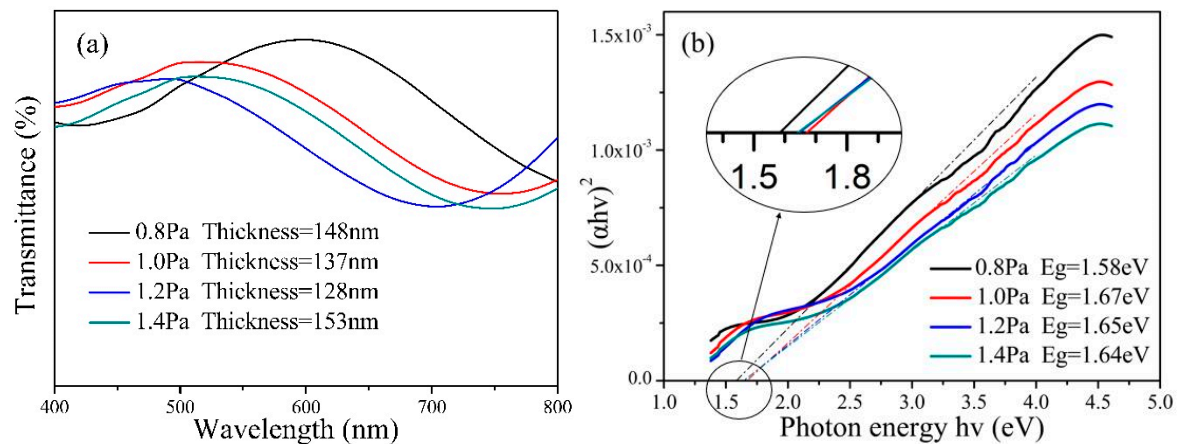 (a)
Transmittance (%)
0.8Pa Thickness=148nm
1.0Pa Thickness=137nm
1.2Pa Thickness=128nm
1.4Pa Thickness=153nm
400 500 600 700 800
Wavelength (nm)
(b)
(αhv)²
1.5x10⁻³
1.0x10⁻³
5.0x10⁻⁴
0.0
1.5 1.8
0.8Pa Eg=1.58eV
1.0Pa Eg=1.67eV
1.2Pa Eg=1.65eV
1.4Pa Eg=1.64eV
1.0 1.5 2.0 2.5 3.0 3.5 4.0 4.5 5.0
Photon energy hv (eV)